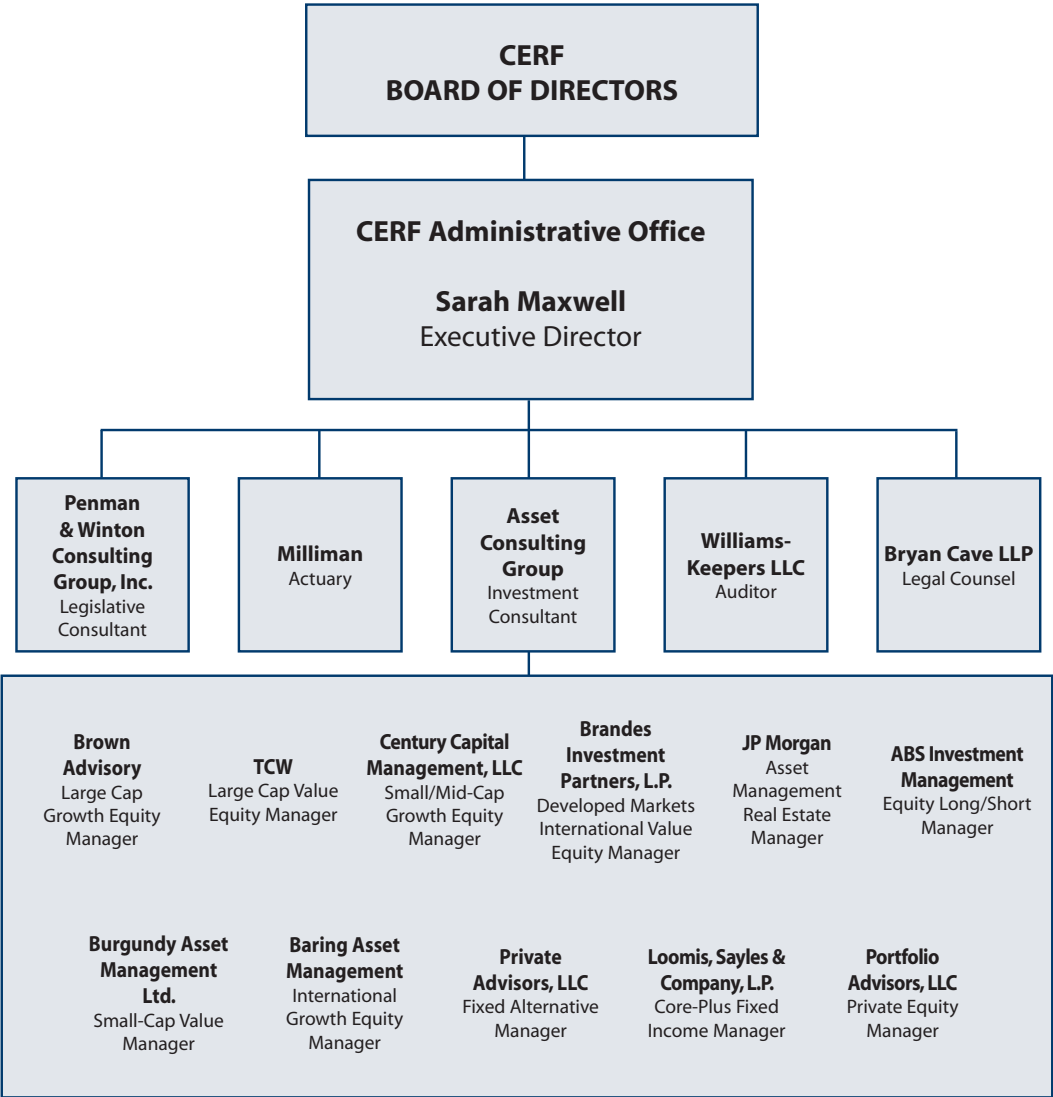 CERF
BOARD OF DIRECTORS
CERF Administrative Office
Sarah Maxwell
Executive Director
Penman
& Winton
Consulting
Group, Inc.
Legislative
Consultant
Milliman
Actuary
Asset
Consulting
Group
Investment
Consultant
Williams-
Keepers LLC
Auditor
Bryan Cave LLP
Legal Counsel
Brown
Advisory
Large Cap
Growth Equity
Manager
TCW
Large Cap Value
Equity Manager
Century Capital
Management, LLC
Small/Mid-Cap
Growth Equity
Manager
Brandes
Investment
Partners, L.P.
Developed Markets
International Value
Equity Manager
JP Morgan
Asset
Management
Real Estate
Manager
ABS Investment
Management
Equity Long/Short
Manager
Burgundy Asset
Management
Ltd.
Small-Cap Value
Manager
Baring Asset
Management
International
Growth Equity
Manager
Private
Advisors, LLC
Fixed Alternative
Manager
Loomis, Sayles &
Company, L.P.
Core-Plus Fixed
Income Manager
Portfolio
Advisors, LLC
Private Equity
Manager